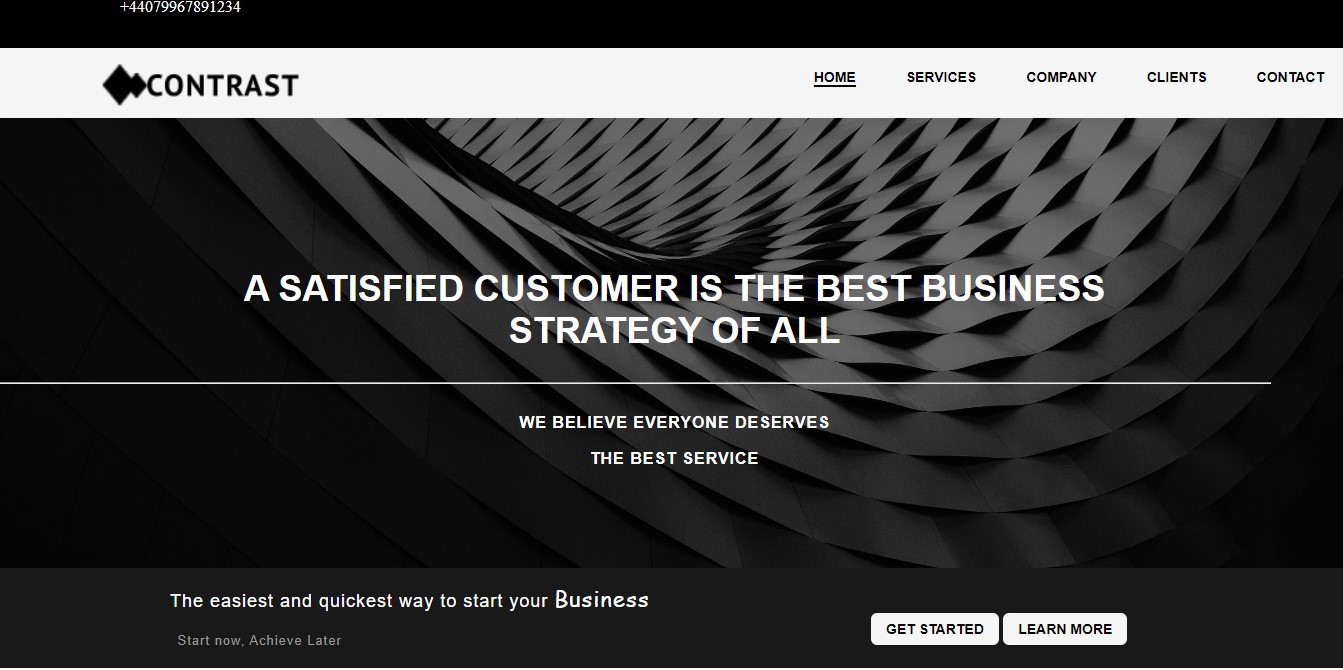 +44079967891234
CONTRAST
HOME SERVICES COMPANY CLIENTS CONTACT
A SATISFIED CUSTOMER IS THE BEST BUSINESS
STRATEGY OF ALL
WE BELIEVE EVERYONE DESERVES
THE BEST SERVICE
The easiest and quickest way to start your Business
Start now, Achieve Later
GET STARTED LEARN MORE